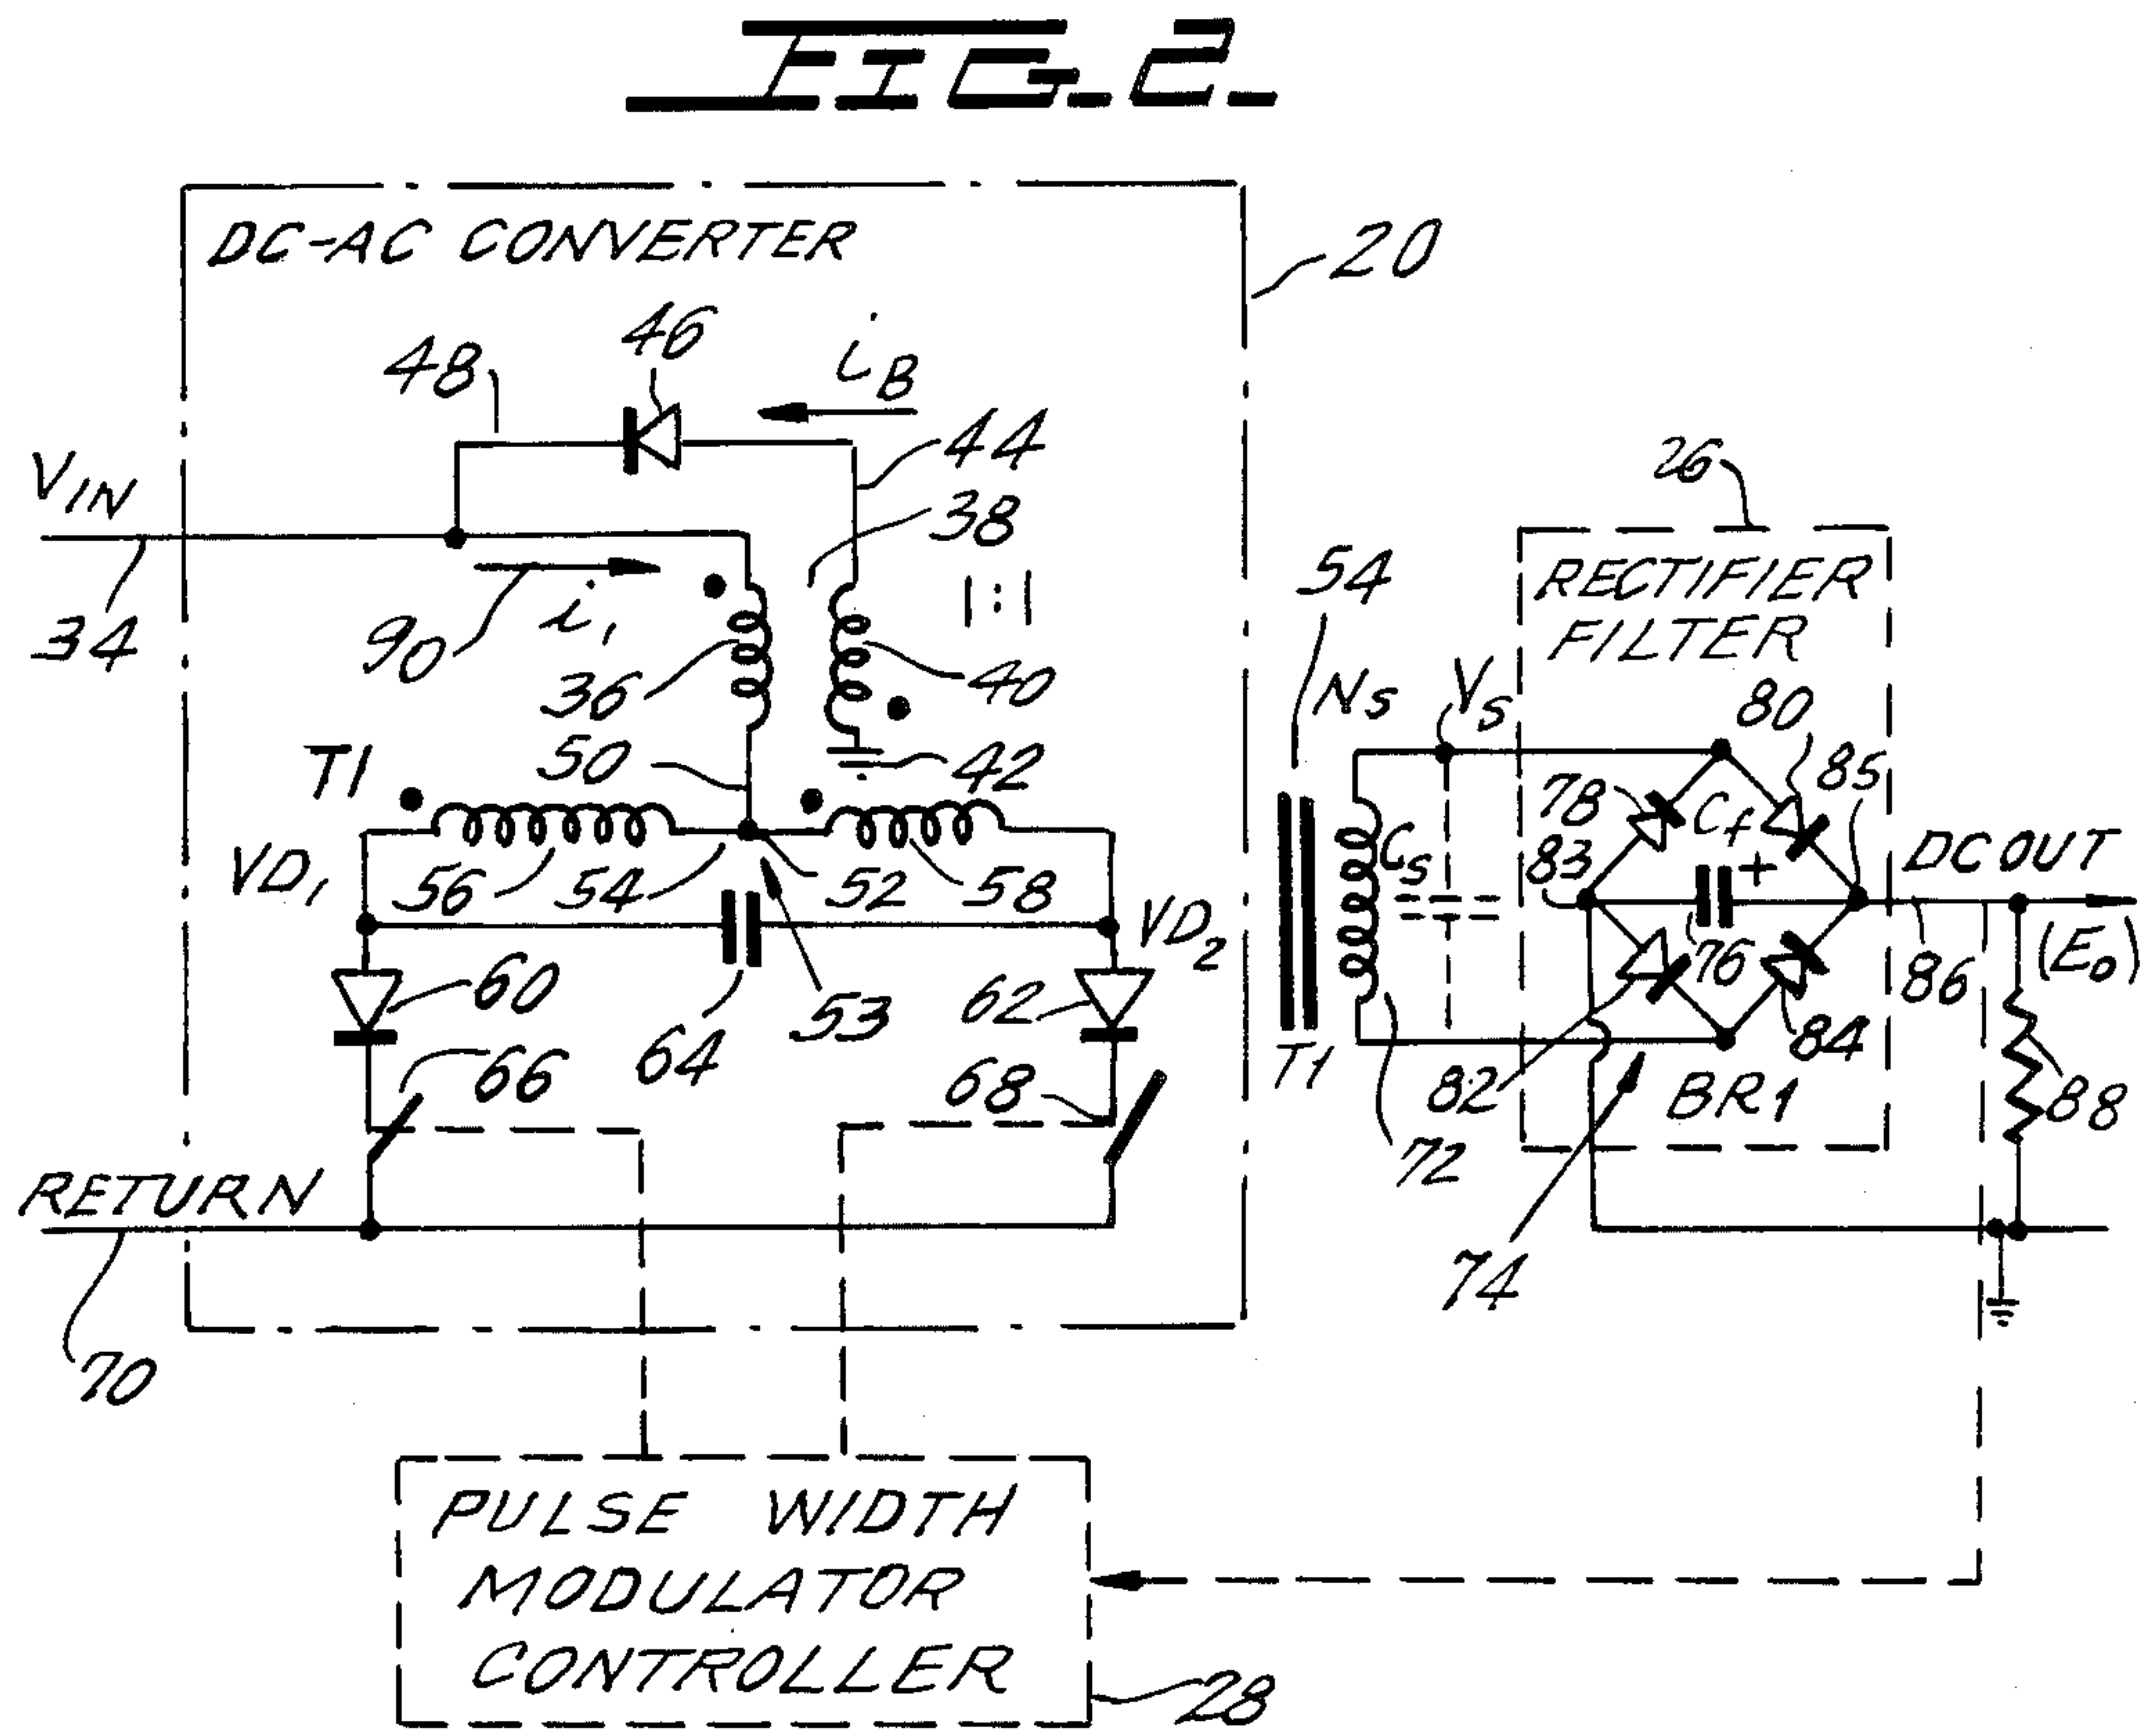 FIG. 2.
DC-AC CONVERTER
20
46
iB
48
44
VIN
38
26
34
90
i1
36
40
1:1
54
RECTIFIER
FILTER
NS
VS
80
T1
50
42
78
Cf
85
VD1
56
54
52
58
CS
83
+
DC OUT
VD2
60
64
53
62
76
86
(Eo)
66
68
T1
82
84
BR1
88
72
RETURN
74
70
PULSE WIDTH
MODULATOR
CONTROLLER
28